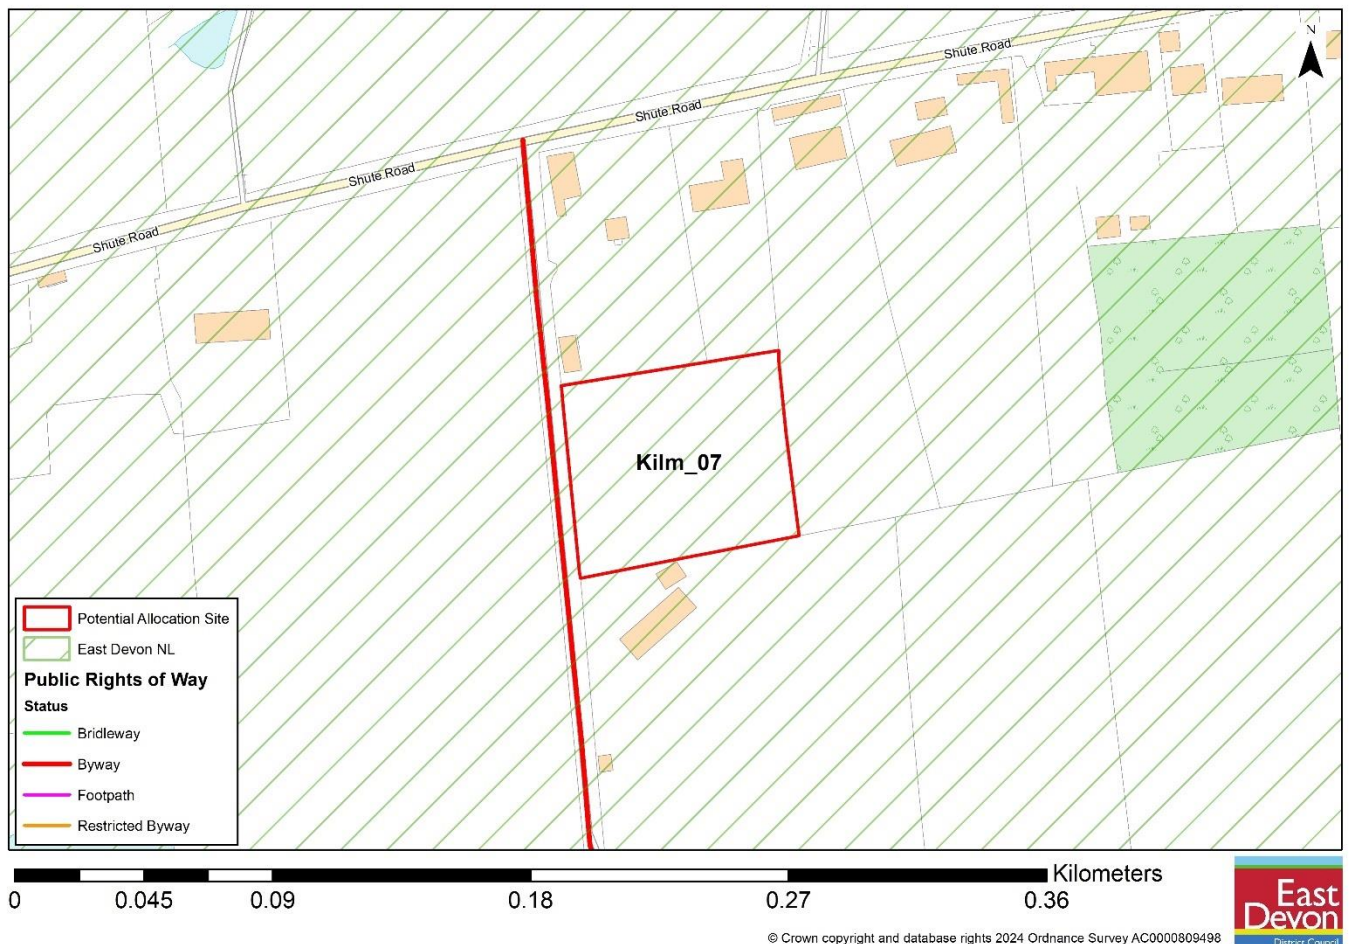 N
Shute Road
Shute Road
Shute Road
Shute Road
Kilm_07
Potential Allocation Site
East Devon NL
Public Rights of Way
Status
Bridleway
Byway
Footpath
Restricted Byway
Kilometers
0 0.045 0.09 0.18 0.27 0.36
East
Devon
District Council
© Crown copyright and database rights 2024 Ordnance Survey AC0000809498